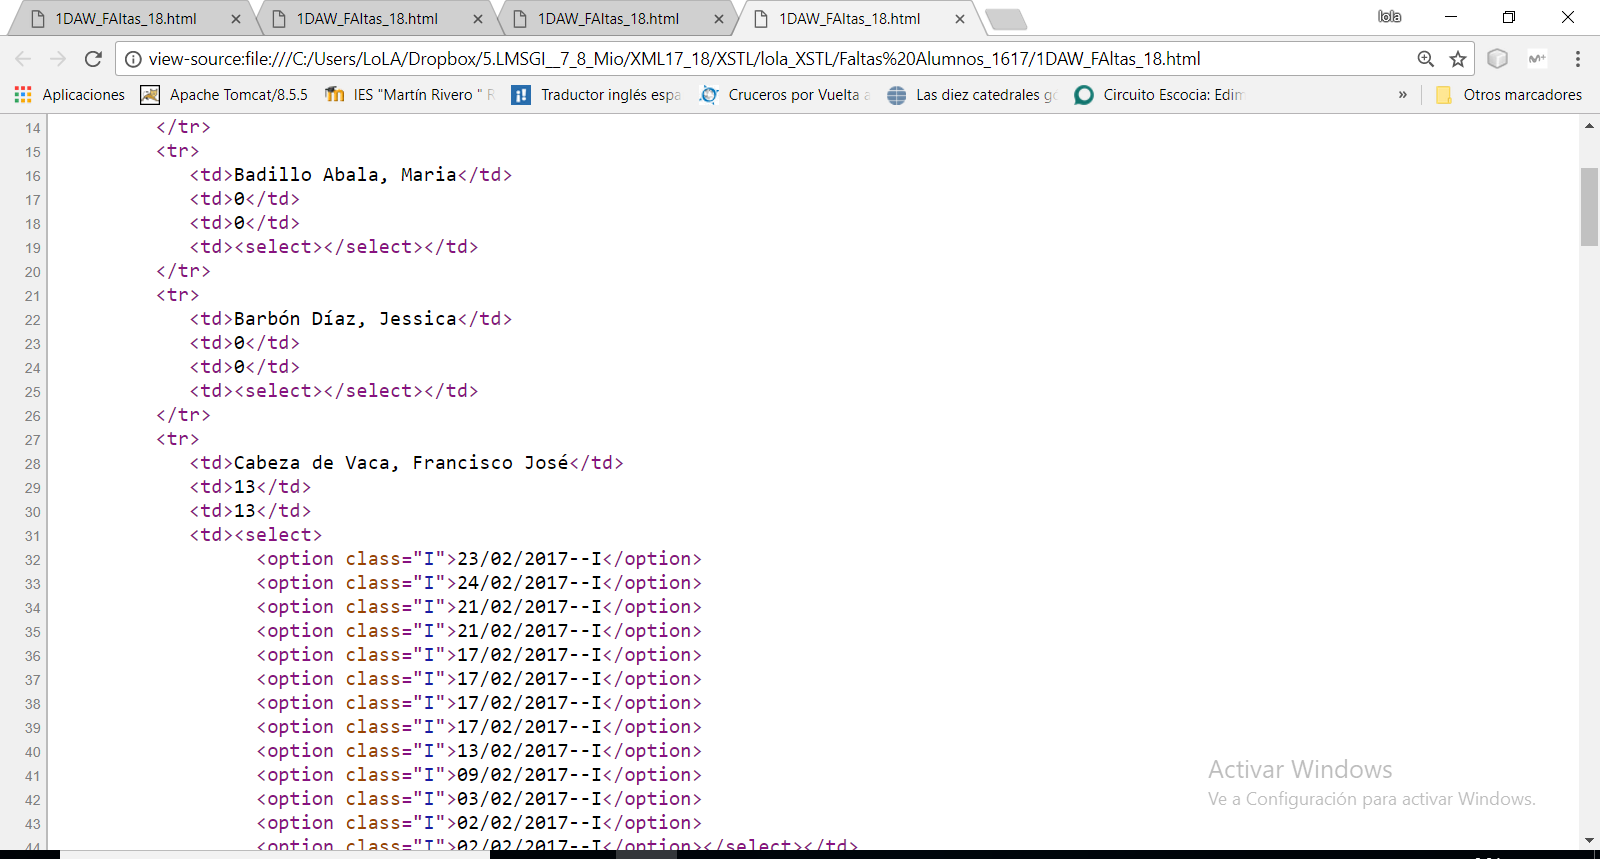 1DAW_FAltas_18.html 1DAW_FAltas_18.html 1DAW_FAltas_18.html 1DAW_FAltas_18.html lola
view-source:file:///C:/Users/LoLA/Dropbox/5.LMSGI__7_8_Mio/XML17_18/XSTL/lola_XSTL/Faltas%20Alumnos_1617/1DAW_FAltas_18.html
Aplicaciones Apache Tomcat/8.5.5 IES "Martín Rivero " R Traductor inglés espa Cruceros por Vuelta a Las diez catedrales gó Circuito Escocia: Edim » Otros marcadores
14 </tr>
15 <tr>
16 <td>Badillo Abala, Maria</td>
17 <td>0</td>
18 <td>0</td>
19 <td><select></select></td>
20 </tr>
21 <tr>
22 <td>Barbón Díaz, Jessica</td>
23 <td>0</td>
24 <td>0</td>
25 <td><select></select></td>
26 </tr>
27 <tr>
28 <td>Cabeza de Vaca, Francisco José</td>
29 <td>13</td>
30 <td>13</td>
31 <td><select>
32 <option class="I">23/02/2017--I</option>
33 <option class="I">24/02/2017--I</option>
34 <option class="I">21/02/2017--I</option>
35 <option class="I">21/02/2017--I</option>
36 <option class="I">17/02/2017--I</option>
37 <option class="I">17/02/2017--I</option>
38 <option class="I">17/02/2017--I</option>
39 <option class="I">17/02/2017--I</option>
40 <option class="I">13/02/2017--I</option>
41 <option class="I">09/02/2017--I</option>
42 <option class="I">03/02/2017--I</option>
43 <option class="I">02/02/2017--I</option>
44 <option class="I">02/02/2017--I</option></select></td>
Activar Windows
Ve a Configuración para activar Windows.